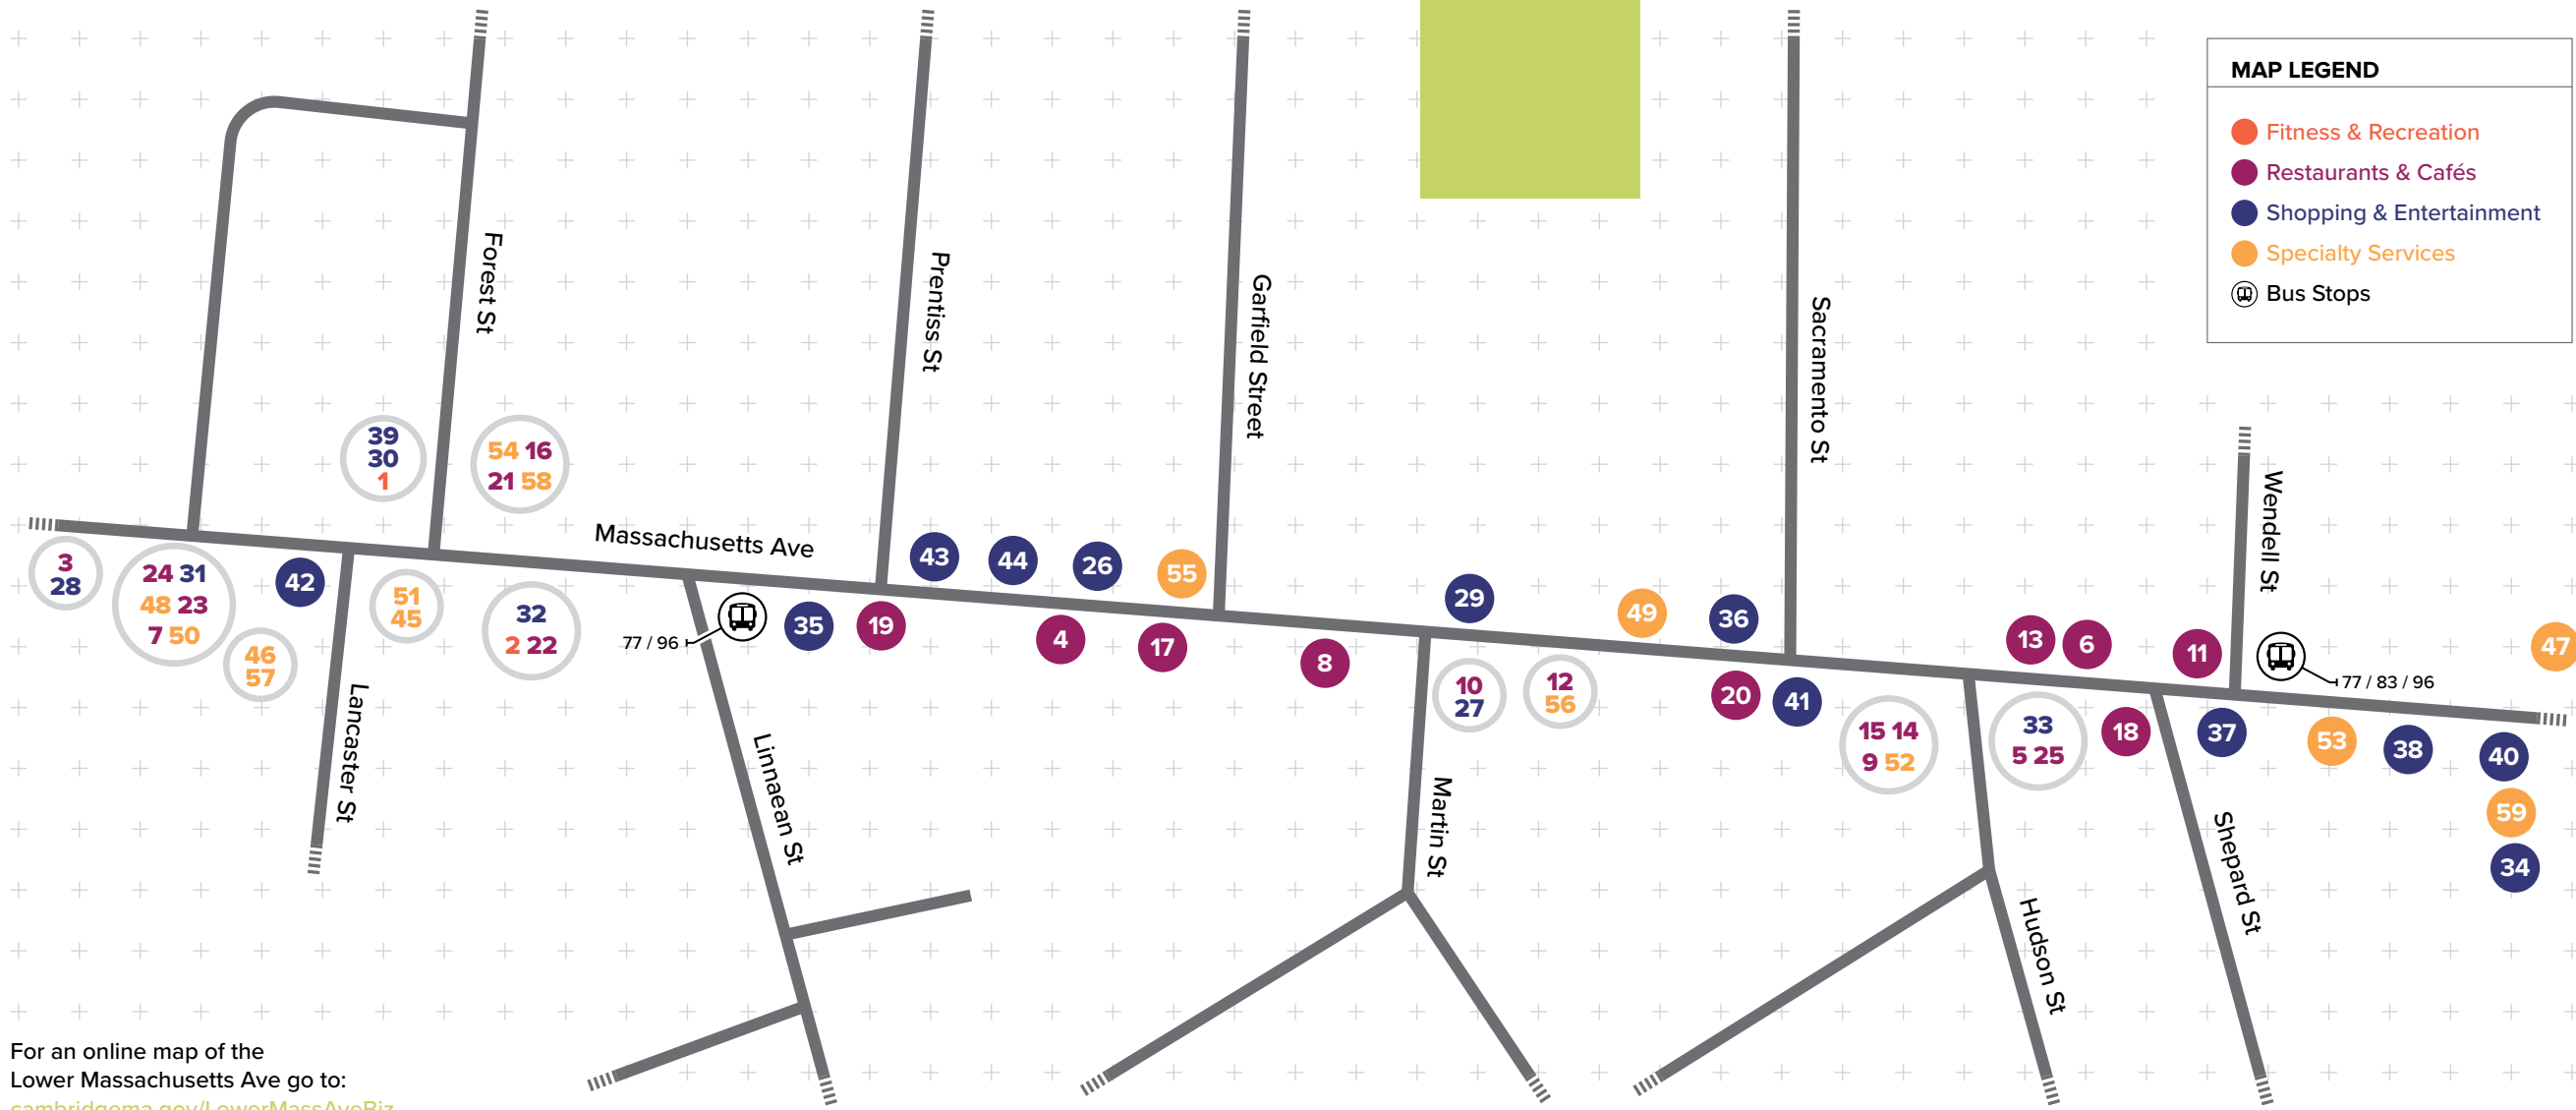 MAP LEGEND
Fitness & Recreation
Restaurants & Cafés
Shopping & Entertainment
Specialty Services
Bus Stops
Forest St
Prentiss St
Garfield Street
Sacramento St
Wendell St
39
30
1
54 16
21 58
Massachusetts Ave
3
28
24 31
48 23
7 50
42
46
57
51
45
32
2 22
77 / 96
35
19
43
44
26
55
4
17
8
29
49
36
10
27
12
56
20
41
15 14
9 52
13
6
11
33
5 25
18
37
77 / 83 / 96
47
53
38
40
59
34
Lancaster St
Linnaean St
Martin St
Hudson St
Shepard St
For an online map of the
Lower Massachusetts Ave go to:
cambridgema.gov/LowerMassAveBiz